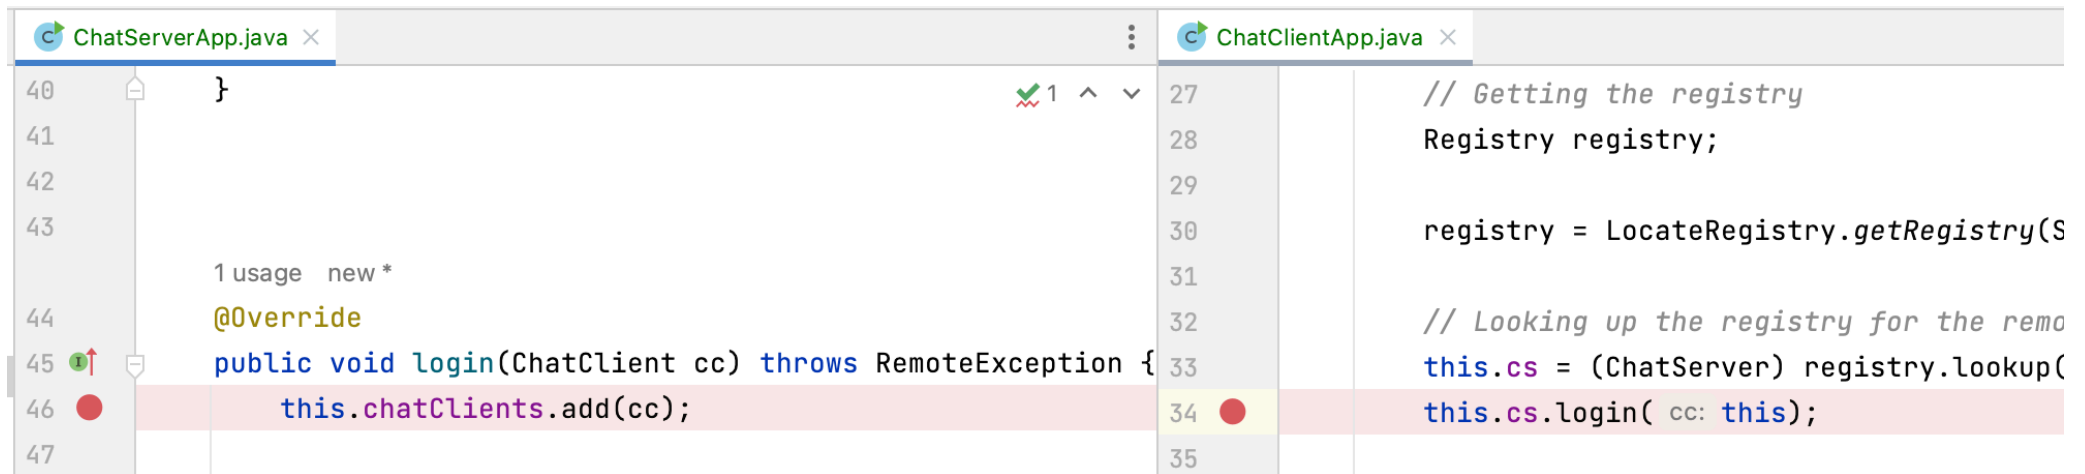 ChatServerApp.java
40 }
1
41
42
43
1 usage new *
44 @Override
45 public void login(ChatClient cc) throws RemoteException {
46 this.chatClients.add(cc);
47
ChatClientApp.java
27 // Getting the registry
28 Registry registry;
29
30 registry = LocateRegistry.getRegistry(S
31
32 // Looking up the registry for the remo
33 this.cs = (ChatServer) registry.lookup(
34 this.cs.login( cc: this);
35